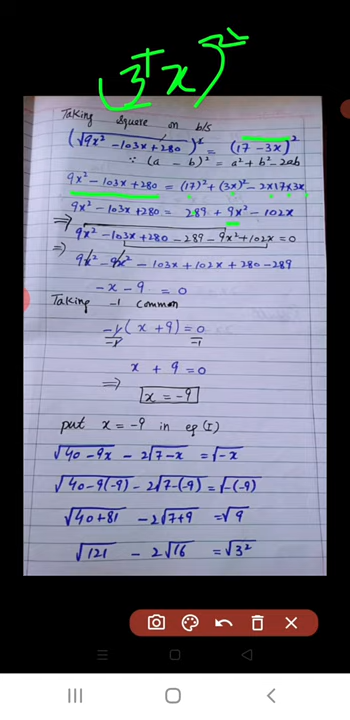 (3+x)²
Taking Square on b/s
(√9x² -103x+280)² = (17-3x)²
∵ (a - b)² = a²+b²-2ab
9x²-103x+280 = (17)²+(3x)²-2x17x3x
9x²-103x+280 = 289 + 9x²-102x
⇒ 9x²-103x+280-289-9x²+102x=0
⇒ 9x²-9x²-103x+102x+280-289
-x-9 = 0
Taking -1 Common
-1(x+9)=0
-1 -1
x + 9 = 0
⇒ x = -9
put x = -9 in eq (I)
√40-9x - 2√7-x = √-x
√40-9(-9) - 2√7-(-9) = √-(-9)
√40+81 - 2√7+9 = √9
√121 - 2√16 = √3²